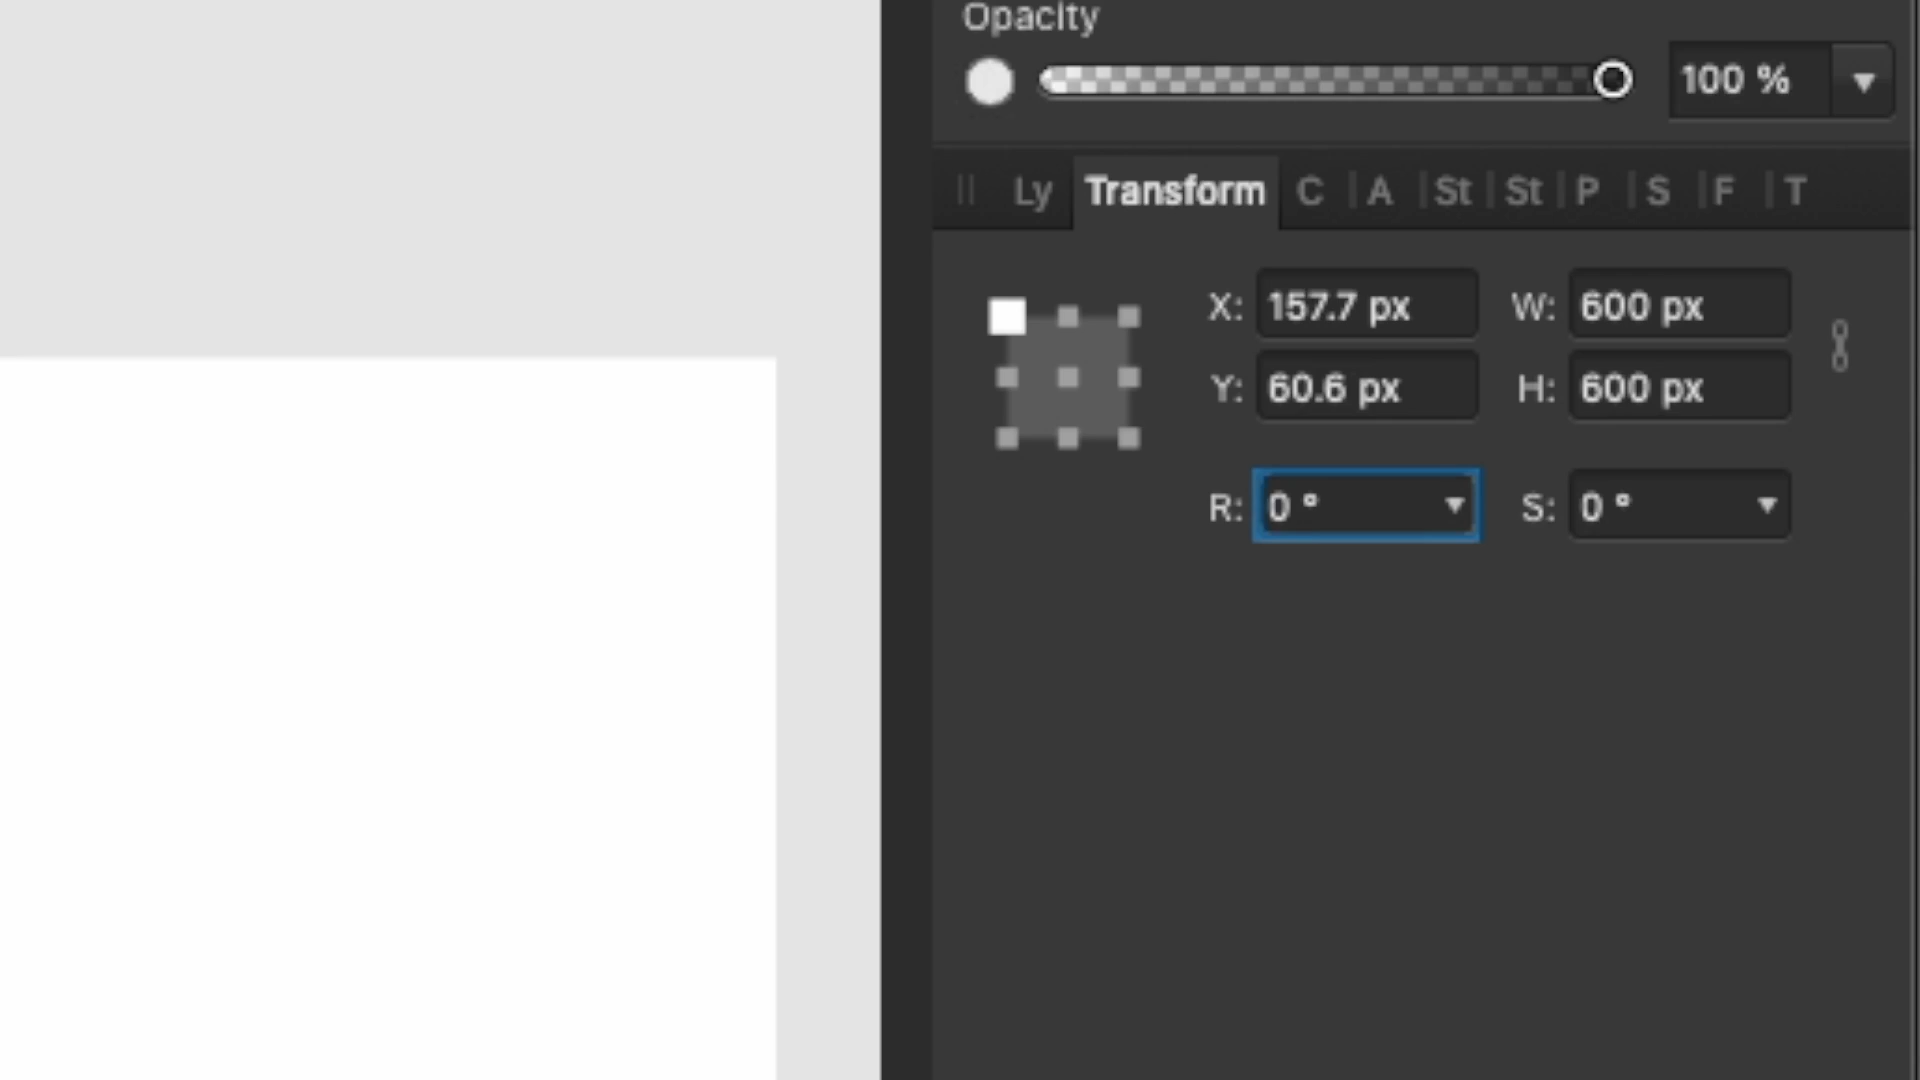 Opacity
100 %
Ly Transform C A St St P S F T
X: 157.7 px W: 600 px
Y: 60.6 px H: 600 px
R: 0 ° S: 0 °